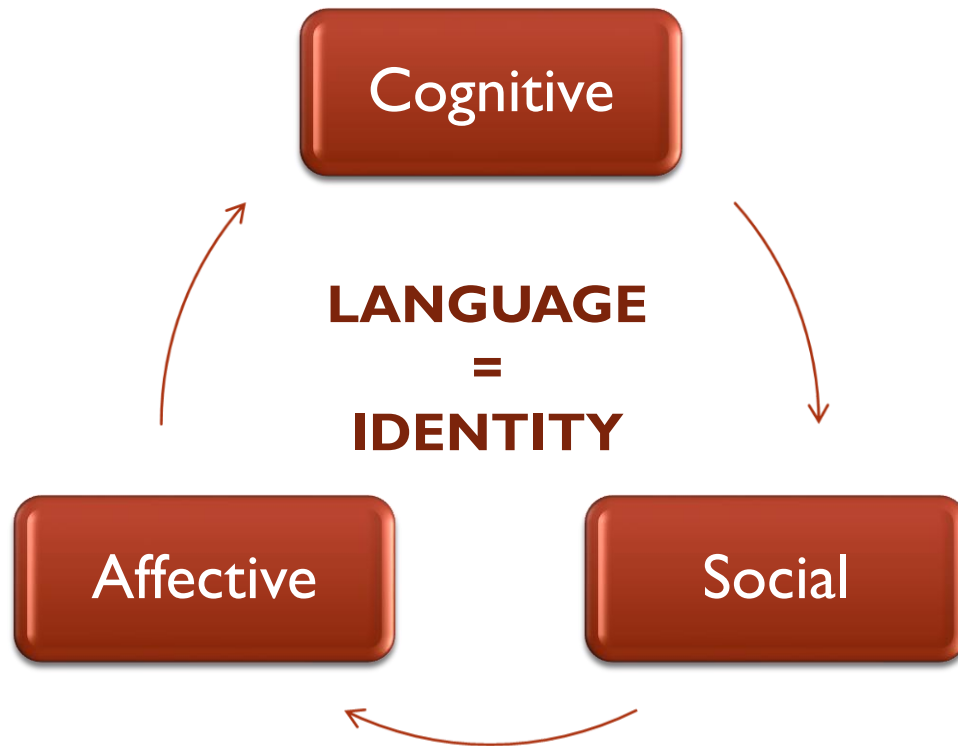 Cognitive
LANGUAGE
=
IDENTITY
Affective
Social